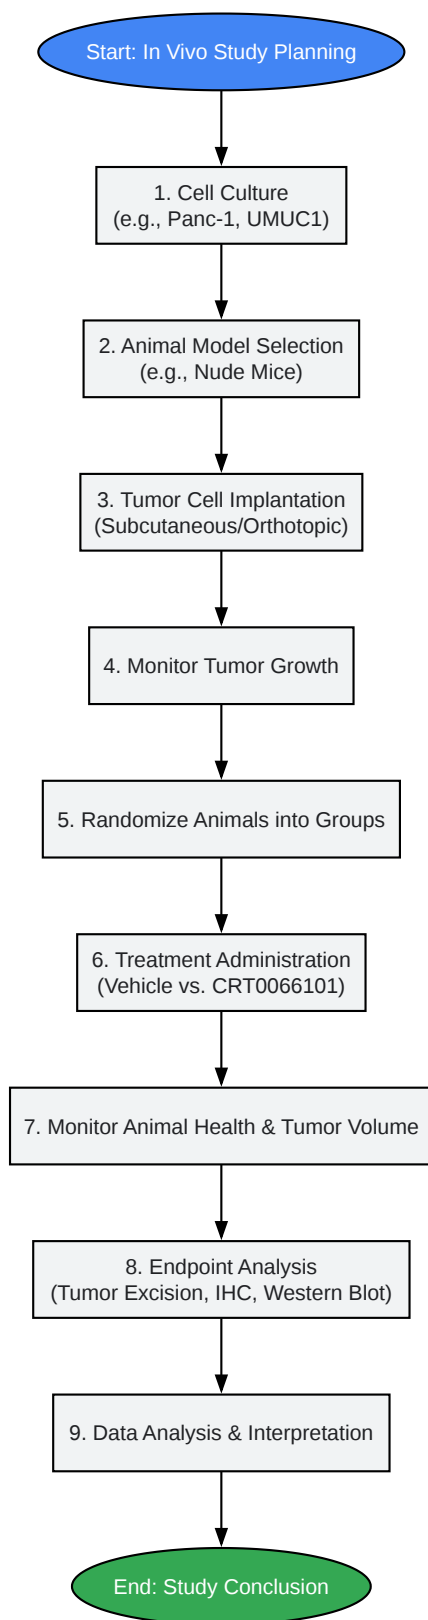 Start: In Vivo Study Planning
1. Cell Culture
(e.g., Panc-1, UMUC1)
2. Animal Model Selection
(e.g., Nude Mice)
3. Tumor Cell Implantation
(Subcutaneous/Orthotopic)
4. Monitor Tumor Growth
5. Randomize Animals into Groups
6. Treatment Administration
(Vehicle vs. CRT0066101)
7. Monitor Animal Health & Tumor Volume
8. Endpoint Analysis
(Tumor Excision, IHC, Western Blot)
9. Data Analysis & Interpretation
End: Study Conclusion